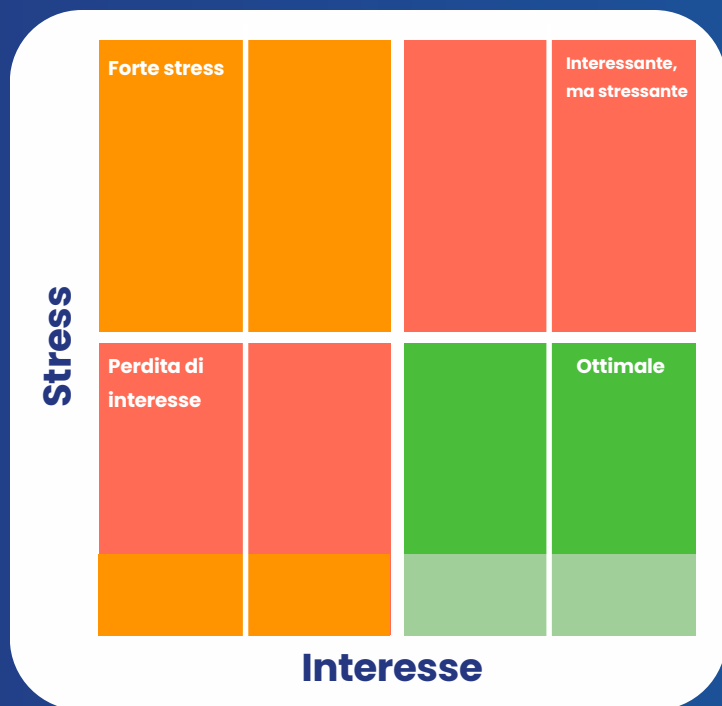 Forte stress
Interessante,
ma stressante
Stress
Perdita di
interesse
Ottimale
Interesse